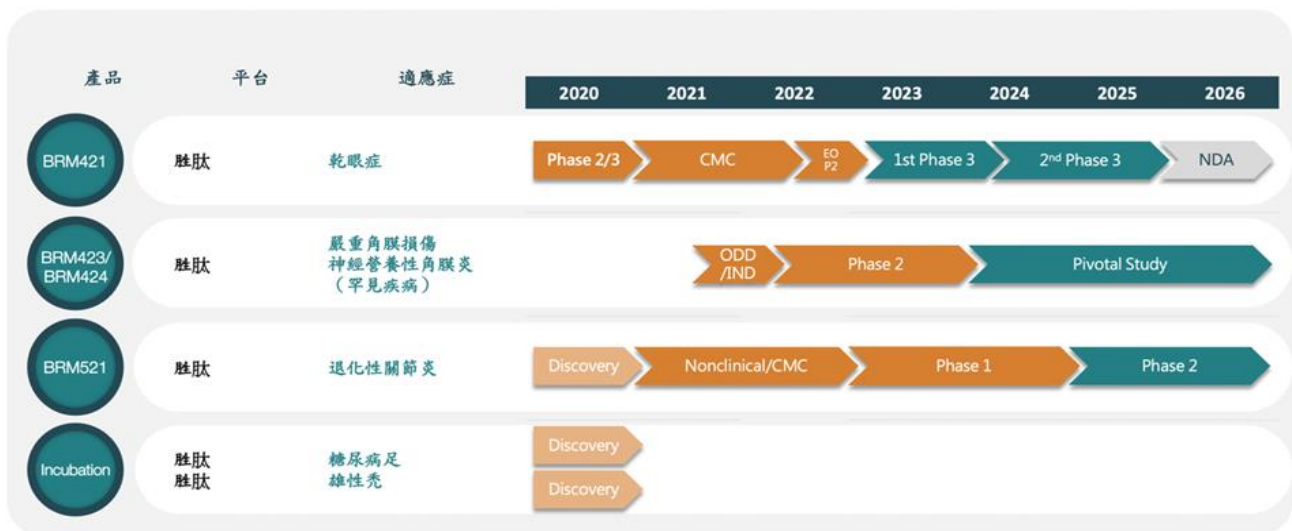 產品 平台 適應症
2020 2021 2022 2023 2024 2025 2026
BRM421 胜肽 乾眼症 Phase 2/3 CMC EO P2 1st Phase 3 2nd Phase 3 NDA
BRM423/
BRM424
胜肽
嚴重角膜損傷
神經營養性角膜炎
（罕見疾病）
ODD
/IND
Phase 2 Pivotal Study
BRM521 胜肽 退化性關節炎 Discovery Nonclinical/CMC Phase 1 Phase 2
Incubation
胜肽 糖尿病足 Discovery
胜肽 雄性禿 Discovery